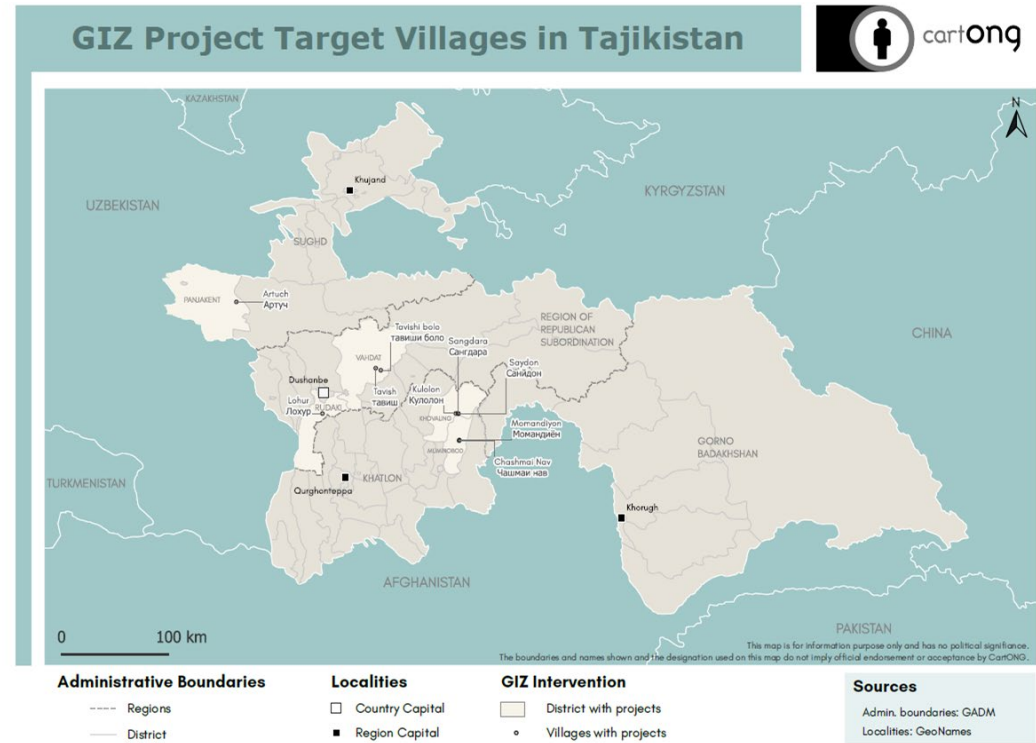 GIZ Project Target Villages in Tajikistan
cartONG
KAZAKHSTAN
N
Khujand
UZBEKISTAN
KYRGYZSTAN
SUGHD
PANJAKENT
Artuch
Артуч
Tavishi bolo
тавиши боло
Sangdara
Сангдара
REGION OF
REPUBLICAN
SUBORDINATION
CHINA
VAHDAT
Saydon
Dushanbe
Tavish
тавиш
Kulolon
Кулолон
Lohur
Лохур
RUDAKI
KHOVALING
Momandiyon
Момандиён
MUMINOBOD
GORNO
BADAKHSHAN
Chashmai Nav
Чашмаи нав
TURKMENISTAN
KHATLON
Qurghonteppa
Khorugh
AFGHANISTAN
PAKISTAN
0 100 km
This map is for information purpose only and has no political signifiance.
The boundaries and names shown and the designation used on this map do not imply official endorsement or acceptance by CartONG.
Administrative Boundaries
Regions
District
Localities
Country Capital
Region Capital
GIZ Intervention
District with projects
Villages with projects
Sources
Admin. boundaries: GADM
Localities: GeoNames